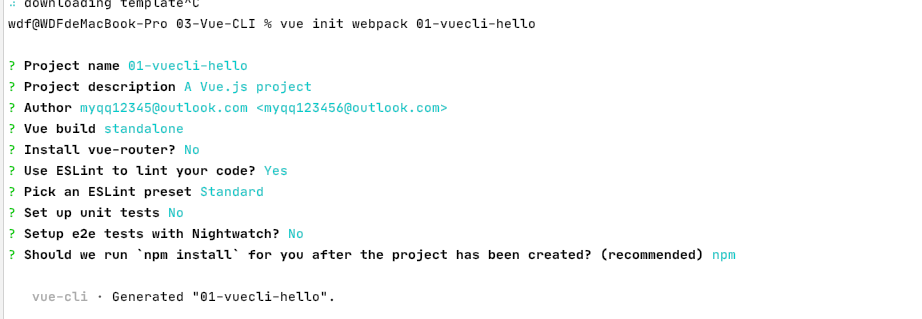 downloading template^C
wdf@WDFdeMacBook-Pro 03-Vue-CLI % vue init webpack 01-vuecli-hello
? Project name 01-vuecli-hello
? Project description A Vue.js project
? Author myqq12345@outlook.com <myqq123456@outlook.com>
? Vue build standalone
? Install vue-router? No
? Use ESLint to lint your code? Yes
? Pick an ESLint preset Standard
? Set up unit tests No
? Setup e2e tests with Nightwatch? No
? Should we run `npm install` for you after the project has been created? (recommended) npm
vue-cli · Generated "01-vuecli-hello".